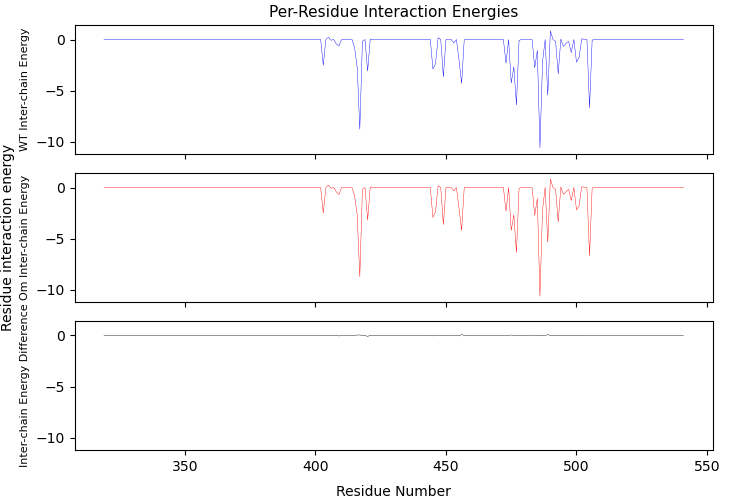 Per-Residue Interaction Energies
WT Inter-chain Energy
0
−5
−10
Residue interaction energy
Om Inter-chain Energy
0
−5
−10
Inter-chain Energy Difference
0
−5
−10
350
400
450
500
550
Residue Number